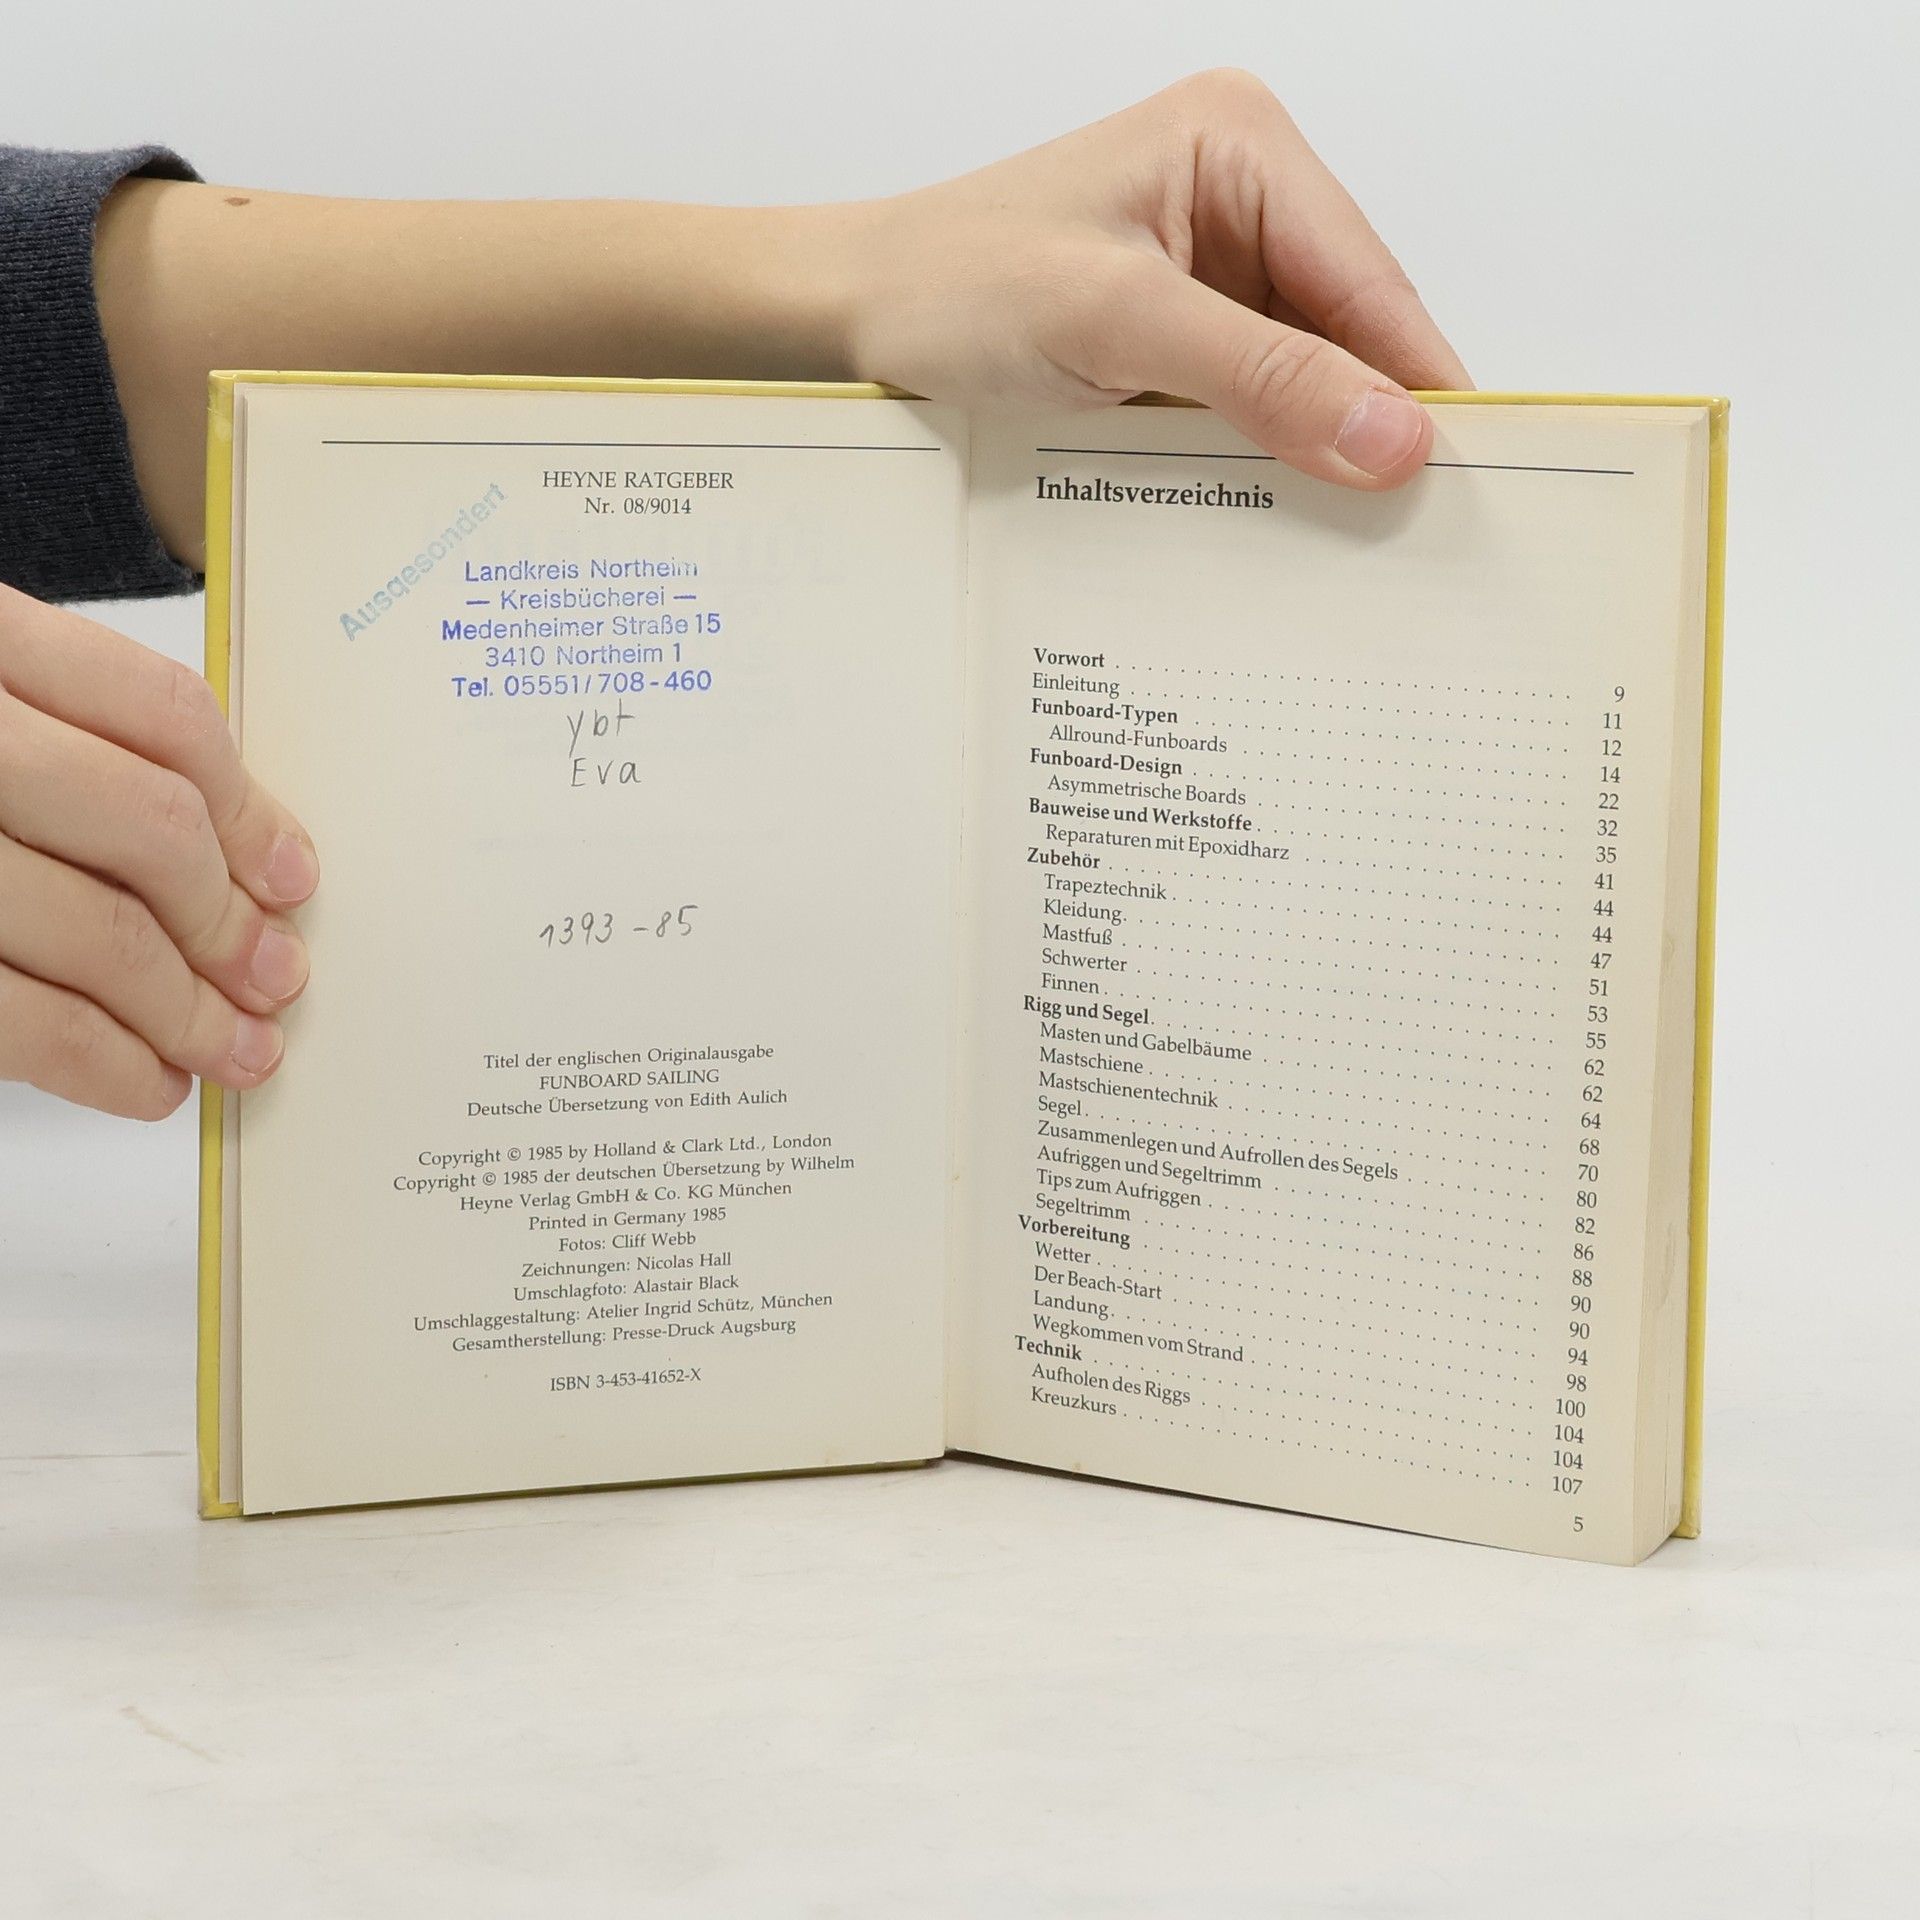 HEYNE RATGEBER
Nr. 08/9014
Ausgesondert
Landkreis Northeim
— Kreisbücherei —
Medenheimer Straße 15
3410 Northeim 1
Tel. 05551/708-460
ybt
Eva
1393 - 85
Titel der englischen Originalausgabe
FUNBOARD SAILING
Deutsche Übersetzung von Edith Aulich
Copyright © 1985 by Holland & Clark Ltd., London
Copyright © 1985 der deutschen Übersetzung by Wilhelm
Heyne Verlag GmbH & Co. KG München
Printed in Germany 1985
Fotos: Cliff Webb
Zeichnungen: Nicolas Hall
Umschlagfoto: Alastair Black
Umschlaggestaltung: Atelier Ingrid Schütz, München
Gesamtherstellung: Presse-Druck Augsburg
ISBN 3-453-41652-X
Inhaltsverzeichnis
Vorwort 9
Einleitung 11
Funboard-Typen 12
Allround-Funboards 14
Funboard-Design 22
Asymmetrische Boards 32
Bauweise und Werkstoffe 35
Reparaturen mit Epoxidharz 41
Zubehör 44
Trapeztechnik 44
Kleidung 47
Mastfuß 51
Schwerter 53
Finnen 55
Rigg und Segel 62
Masten und Gabelbäume 62
Mastschiene 64
Mastschienentechnik 68
Segel 70
Zusammenlegen und Aufrollen des Segels 80
Aufriggen und Segeltrimm 82
Tips zum Aufriggen 86
Segeltrimm 88
Vorbereitung 90
Wetter 90
Der Beach-Start 94
Landung 98
Wegkommen vom Strand 100
Technik 104
Aufholen des Riggs 104
Kreuzkurs 107
5